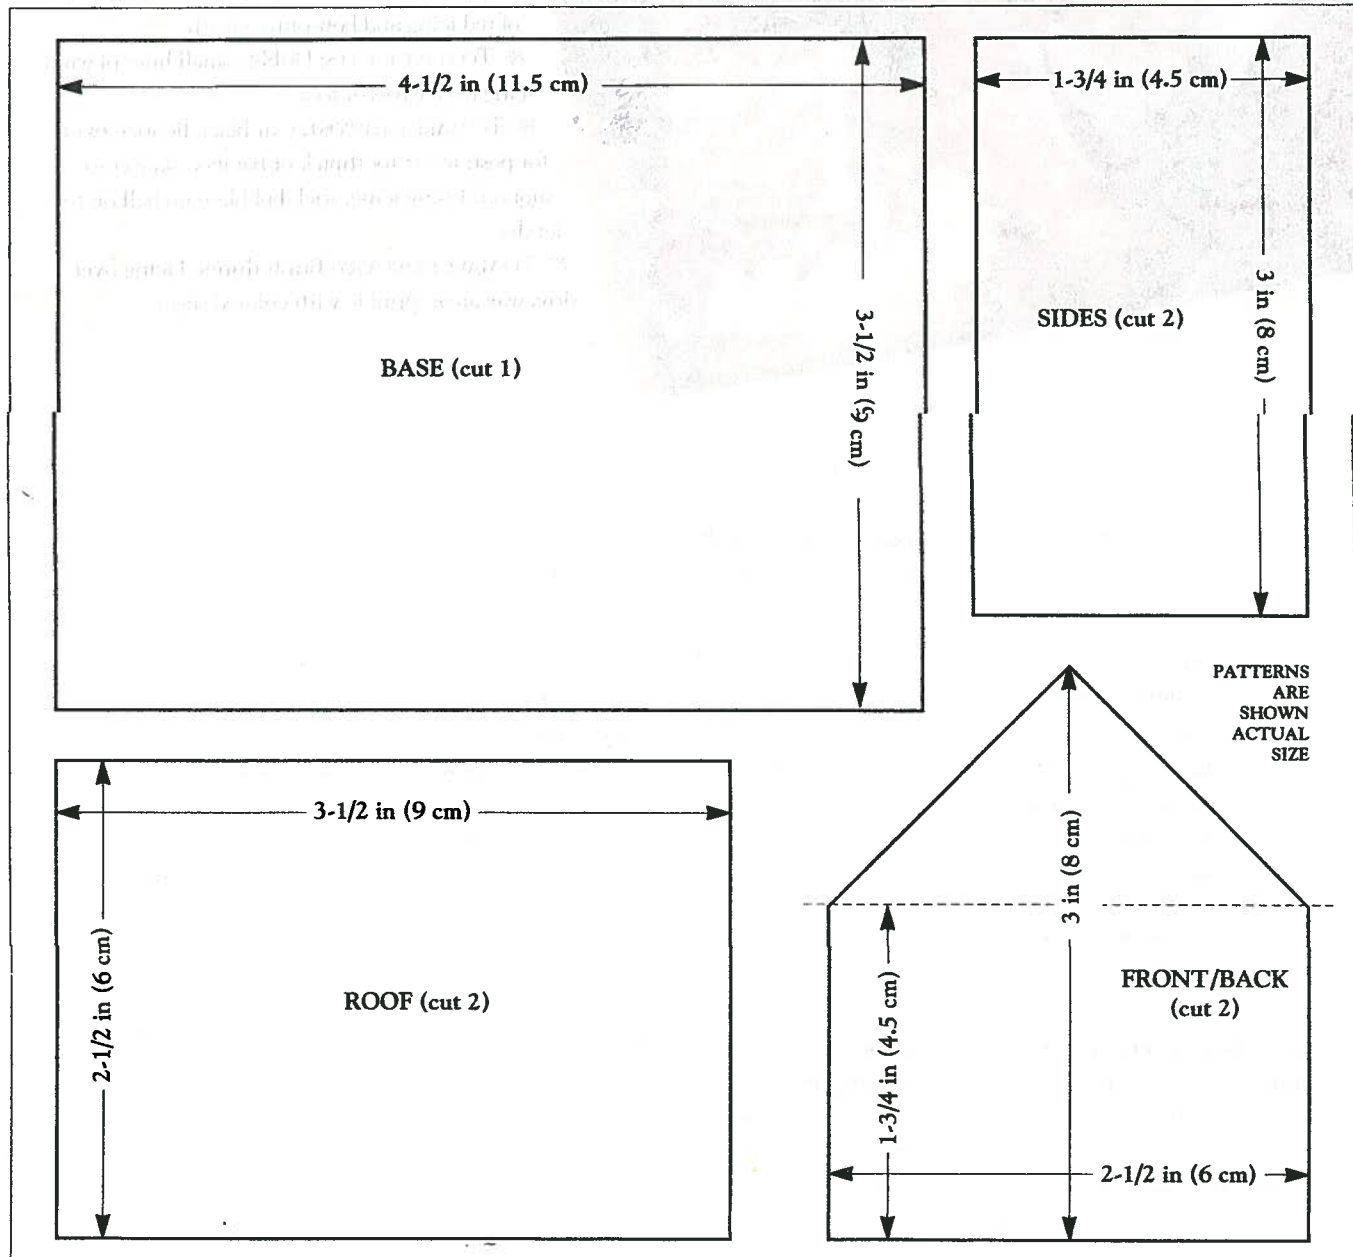 4-1/2 in (11.5 cm)
3-1/2 in (9 cm)
BASE (cut 1)
1-3/4 in (4.5 cm)
3 in (8 cm)
SIDES (cut 2)
3-1/2 in (9 cm)
2-1/2 in (6 cm)
ROOF (cut 2)
PATTERNS
ARE
SHOWN
ACTUAL
SIZE
3 in (8 cm)
1-3/4 in (4.5 cm)
FRONT/BACK
(cut 2)
2-1/2 in (6 cm)